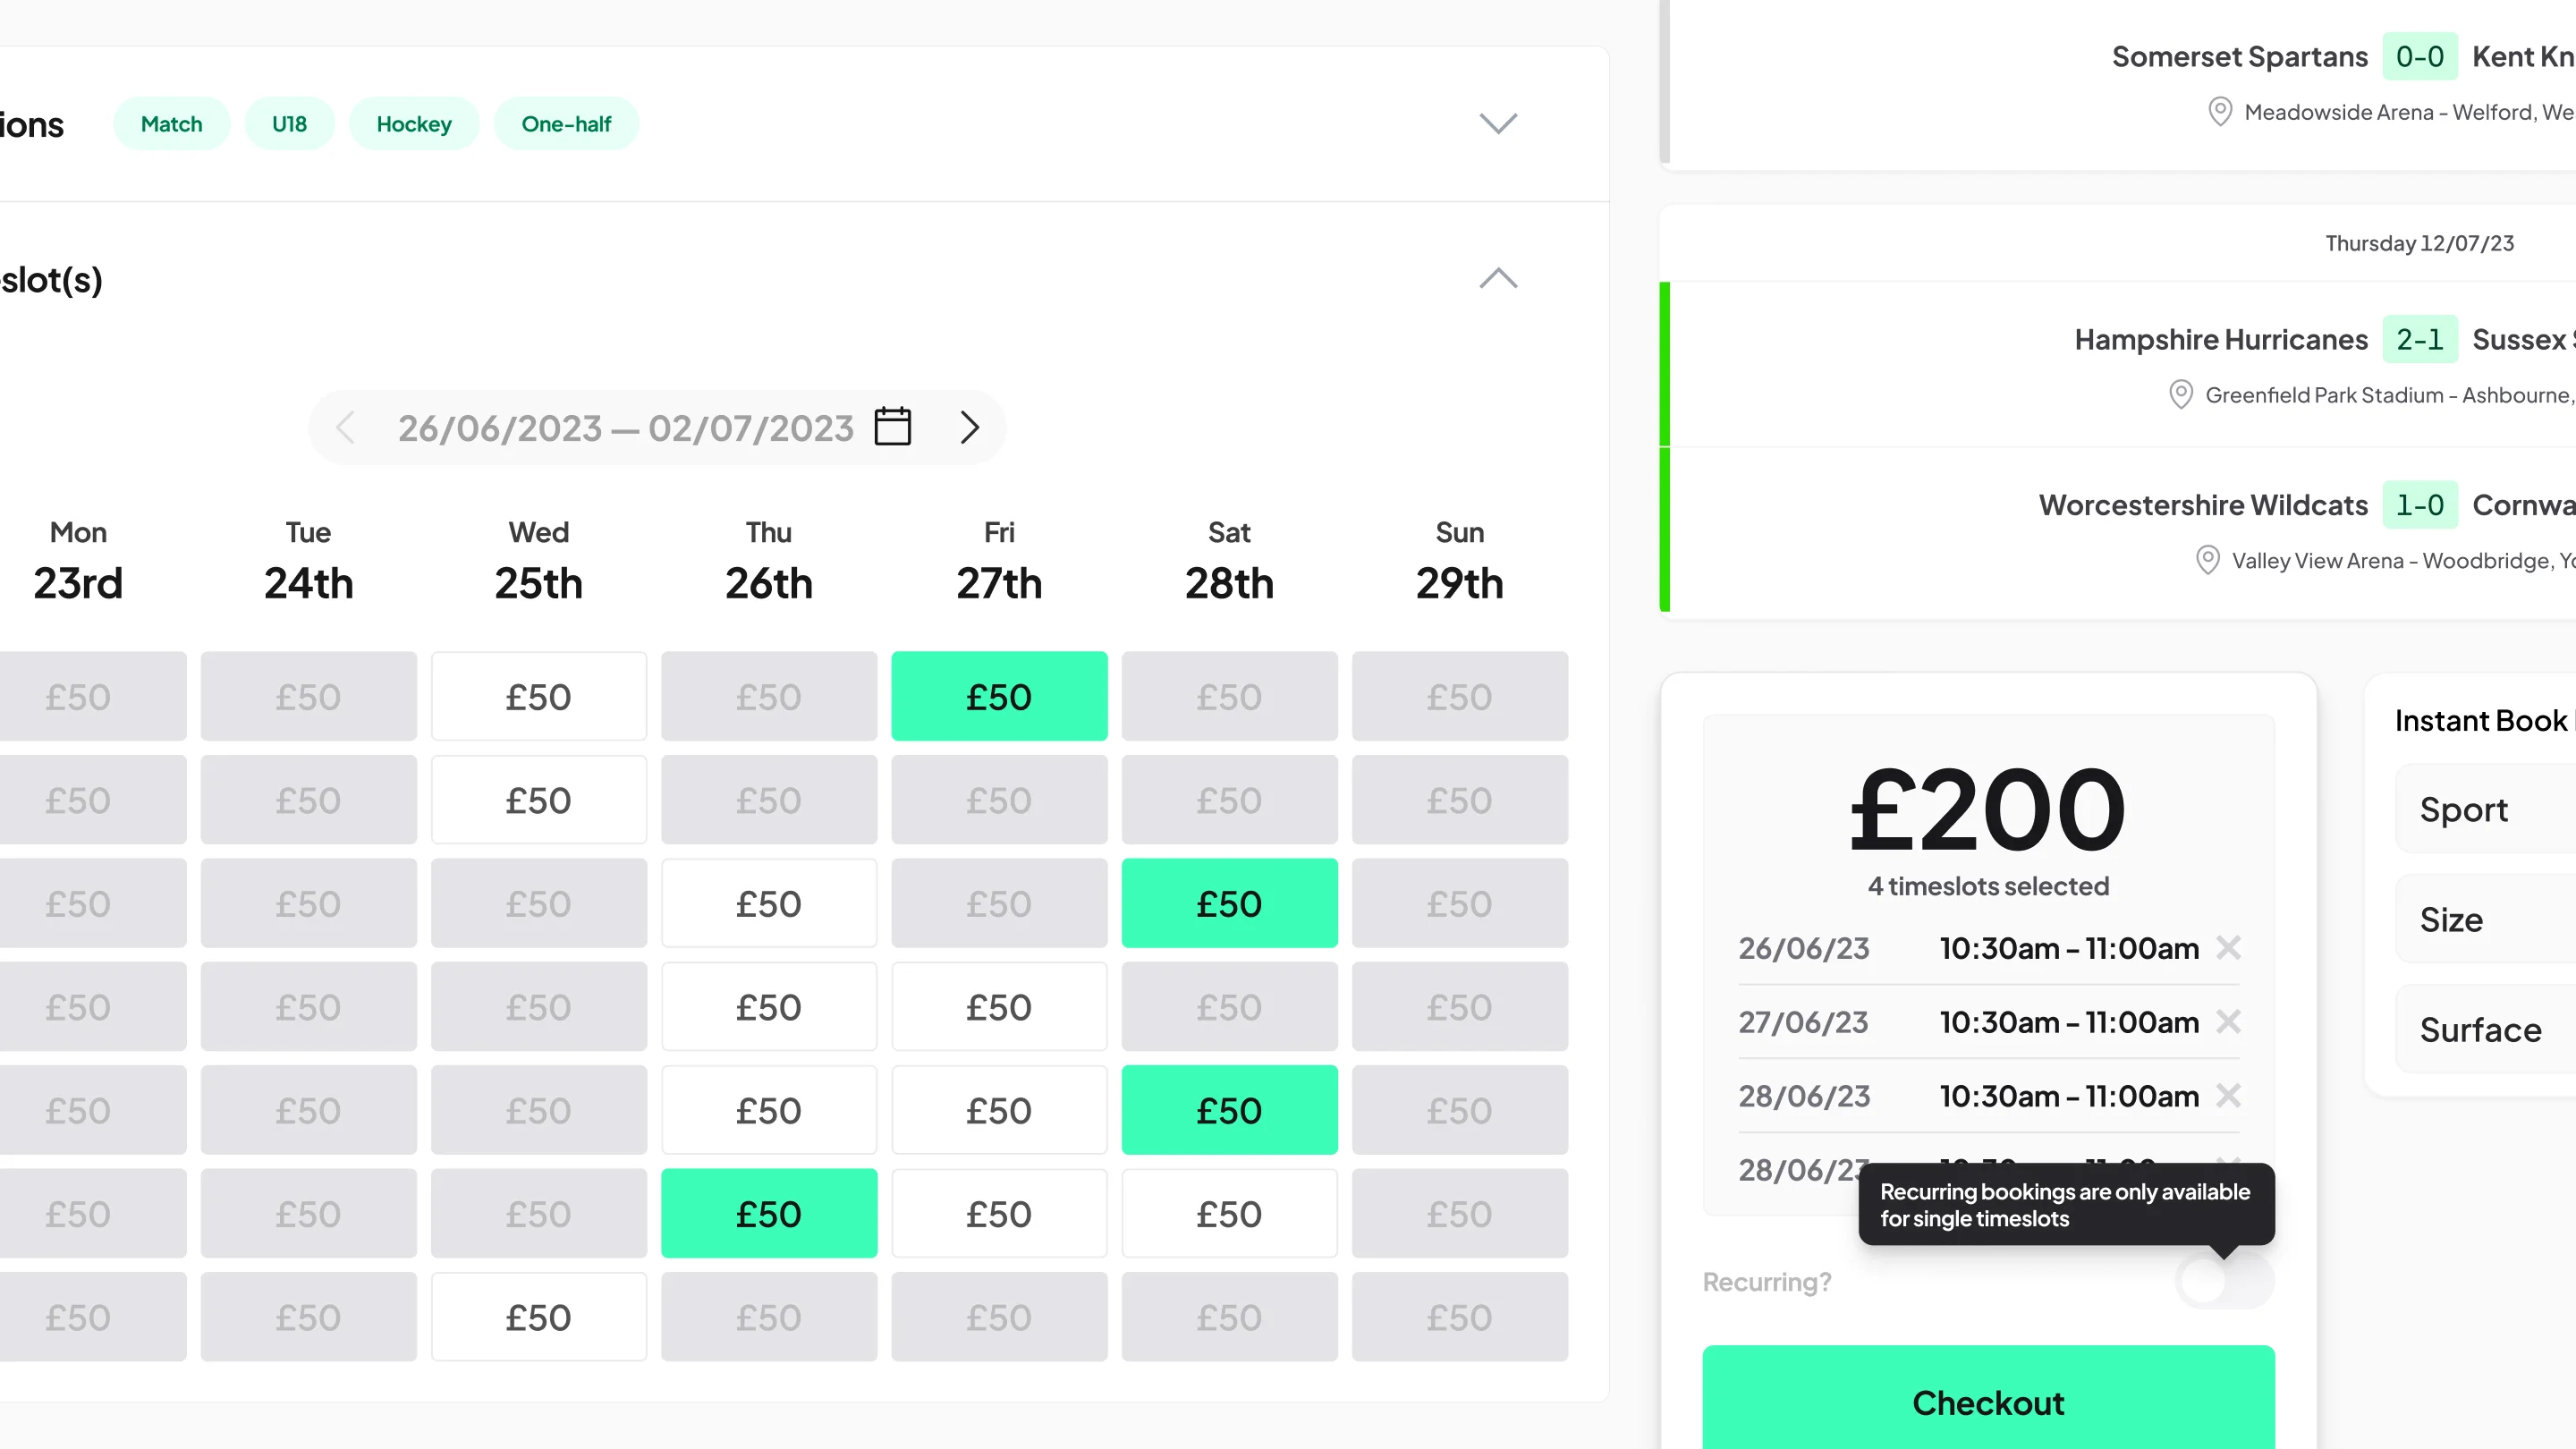 ions Match U18 Hockey One-half
slot(s)
26/06/2023 — 02/07/2023
Mon Tue Wed Thu Fri Sat Sun
23rd 24th 25th 26th 27th 28th 29th
£50 £50 £50 £50 £50 £50 £50
£50 £50 £50 £50 £50 £50 £50
£50 £50 £50 £50 £50 £50 £50
£50 £50 £50 £50 £50 £50 £50
£50 £50 £50 £50 £50 £50 £50
£50 £50 £50 £50 £50 £50 £50
£50 £50 £50 £50 £50 £50 £50
Somerset Spartans 0-0 Kent Kn
Meadowside Arena - Welford, We
Thursday 12/07/23
Hampshire Hurricanes 2-1 Sussex S
Greenfield Park Stadium - Ashbourne,
Worcestershire Wildcats 1-0 Cornwa
Valley View Arena - Woodbridge, Yo
£200
4 timeslots selected
26/06/23 10:30am - 11:00am
27/06/23 10:30am - 11:00am
28/06/23 10:30am - 11:00am
28/06/23
Recurring bookings are only available
for single timeslots
Recurring?
Checkout
Instant Book
Sport
Size
Surface